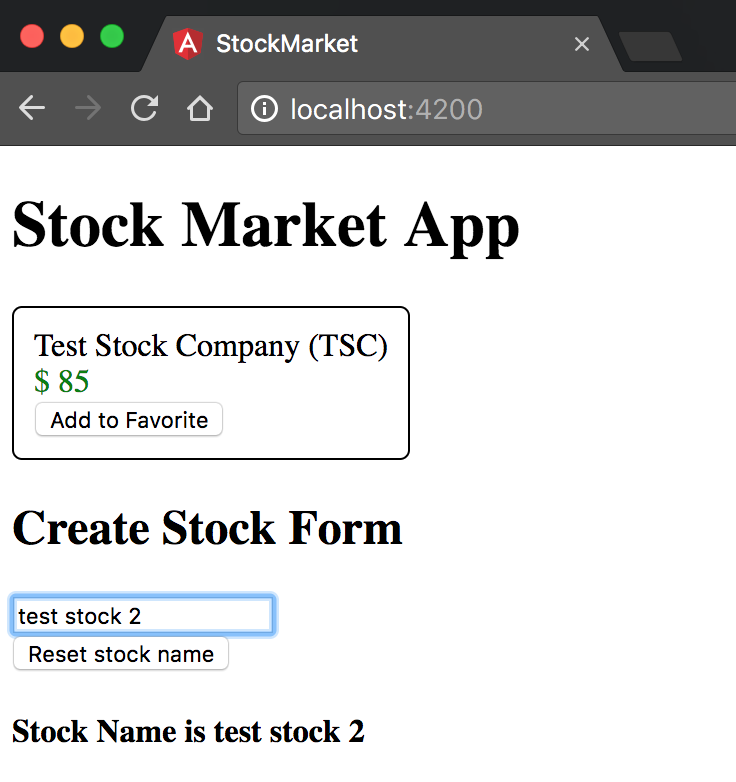 StockMarket
localhost:4200
Stock Market App
Test Stock Company (TSC)
$ 85
Add to Favorite
Create Stock Form
test stock 2
Reset stock name
Stock Name is test stock 2